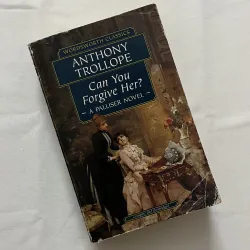 WORDSWORTH CLASSICS
ANTHONY
TROLLOPE
Can You
Forgive Her?
~ A PALLISER NOVEL ~